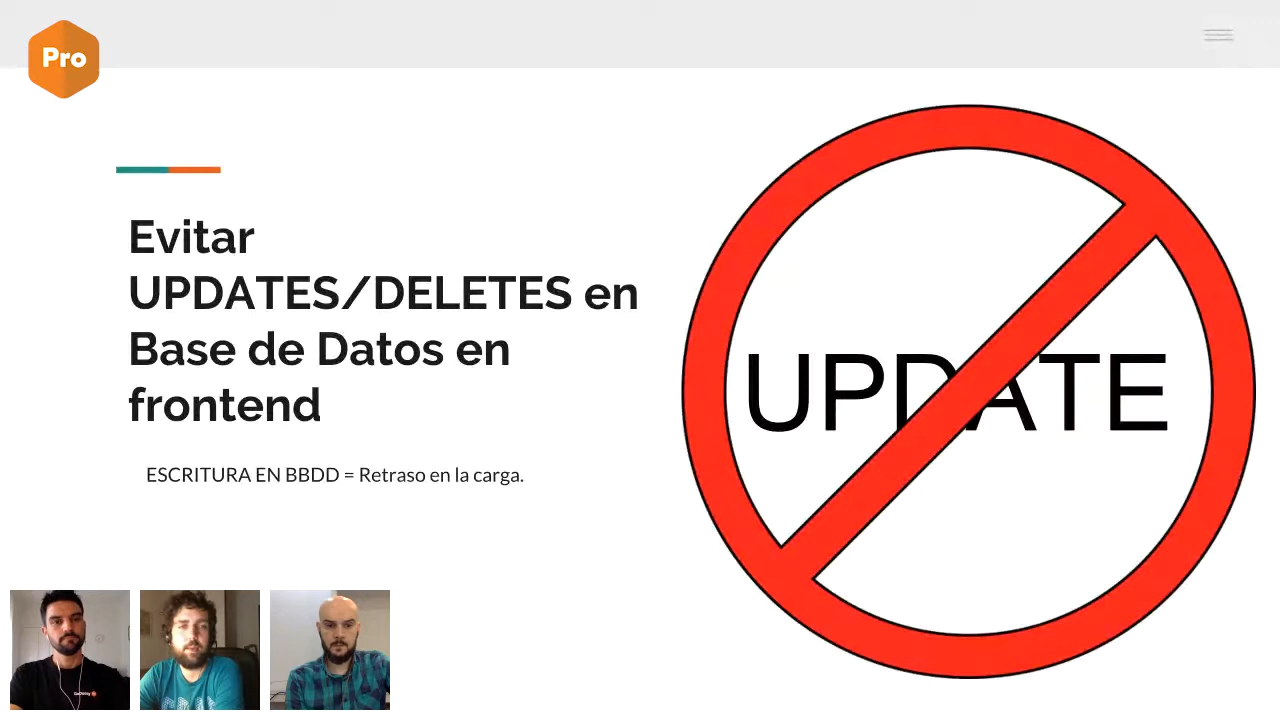 Pro
Evitar
UPDATES/DELETES en
Base de Datos en
frontend
ESCRITURA EN BBDD = Retraso en la carga.
UPDATE